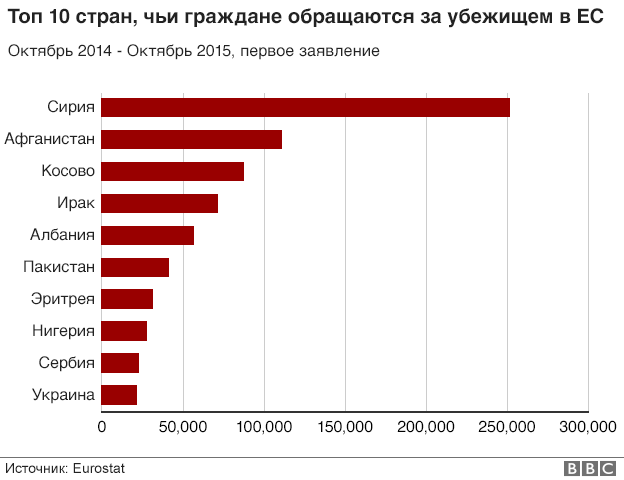 Топ 10 стран, чьи граждане обращаются за убежищем в ЕС
Октябрь 2014 - Октябрь 2015, первое заявление
Сирия
Афганистан
Косово
Ирак
Албания
Пакистан
Эритрея
Нигерия
Сербия
Украина
0 50,000 100,000 150,000 200,000 250,000 300,000
Источник: Eurostat BBC